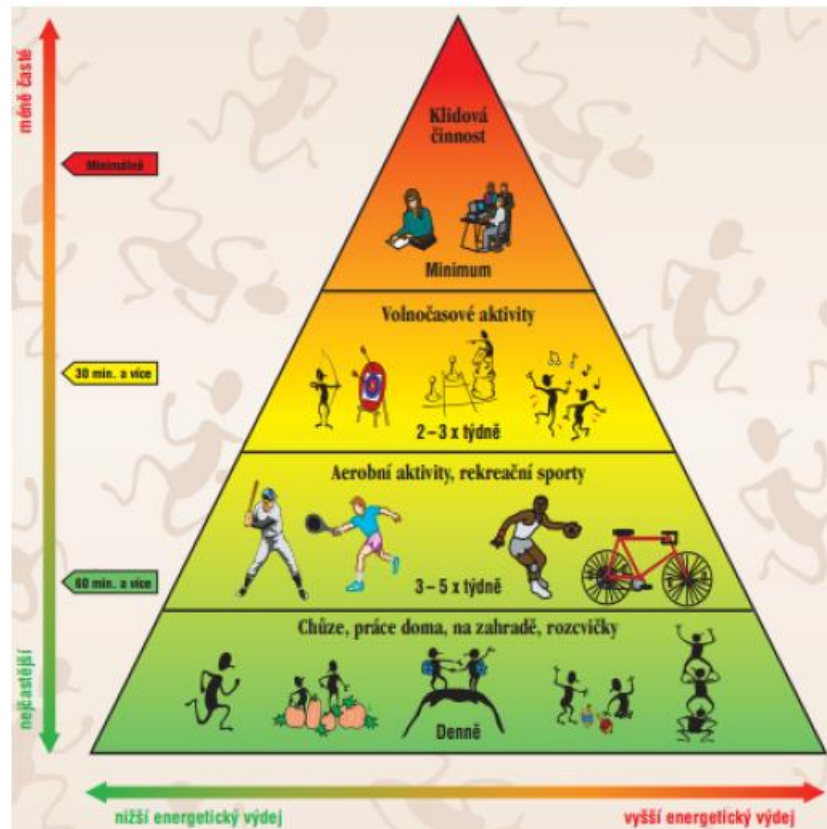 méně časté
Klidová
činnost
Minimálně
Minimum
Volnočasové aktivity
30 min. a více
2 – 3 x týdně
Aerobní aktivity, rekreační sporty
60 min. a více
3 – 5 x týdně
Chůze, práce doma, na zahradě, rozcvičky
nejčastější
Denně
nižší energetický výdej
vyšší energetický výdej